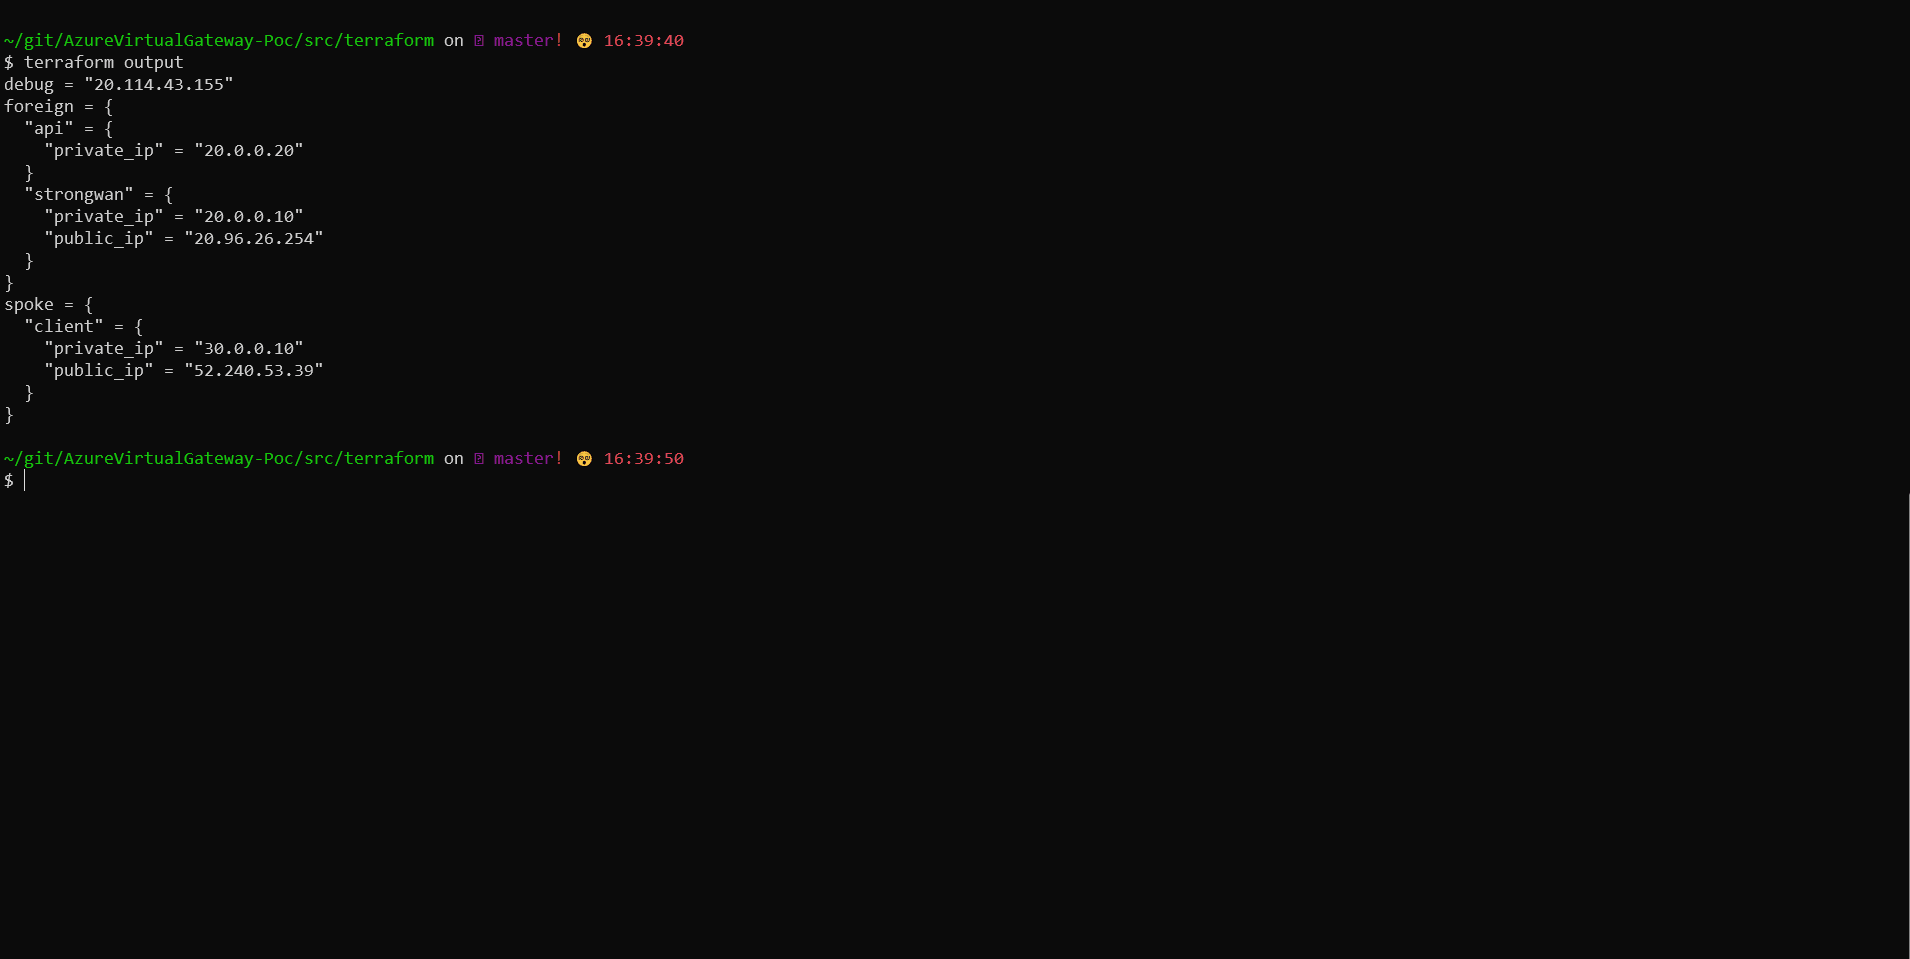 ~/git/AzureVirtualGateway-Poc/src/terraform on master! 😲 16:39:40
$ terraform output
debug = "20.114.43.155"
foreign = {
  "api" = {
    "private_ip" = "20.0.0.20"
  }
  "strongwan" = {
    "private_ip" = "20.0.0.10"
    "public_ip" = "20.96.26.254"
  }
}
spoke = {
  "client" = {
    "private_ip" = "30.0.0.10"
    "public_ip" = "52.240.53.39"
  }
}
~/git/AzureVirtualGateway-Poc/src/terraform on master! 😲 16:39:50
$